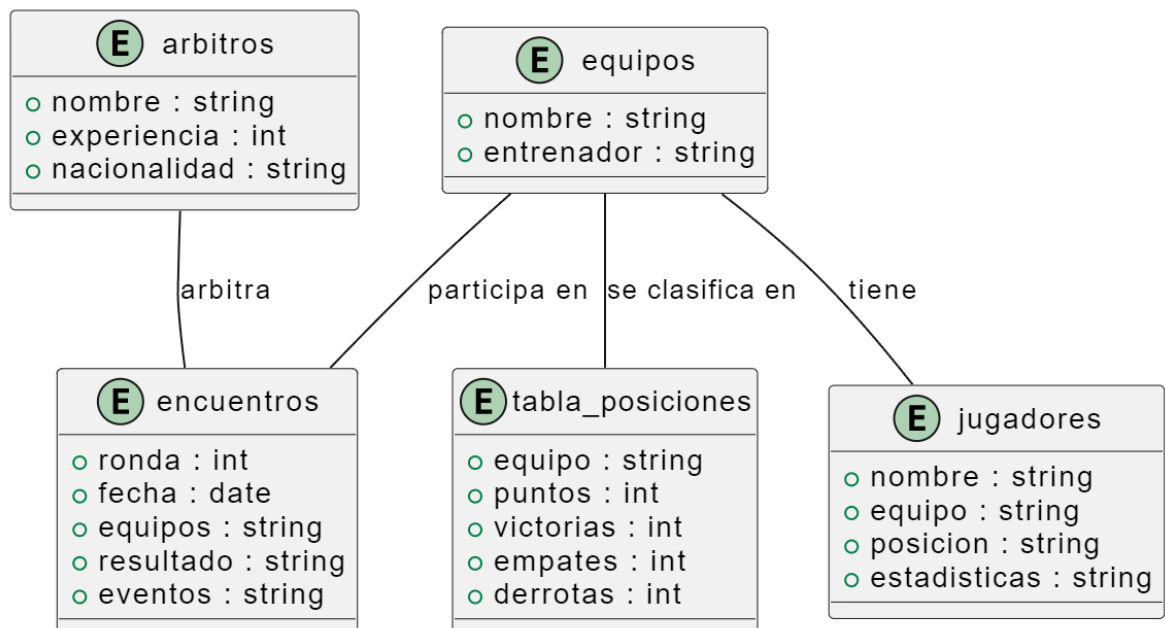 E arbitros
nombre : string
experiencia : int
nacionalidad : string
E equipos
nombre : string
entrenador : string
arbitra
participa en
se clasifica en
tiene
E encuentros
ronda : int
fecha : date
equipos : string
resultado : string
eventos : string
E tabla_posiciones
equipo : string
puntos : int
victorias : int
empates : int
derrotas : int
E jugadores
nombre : string
equipo : string
posicion : string
estadisticas : string